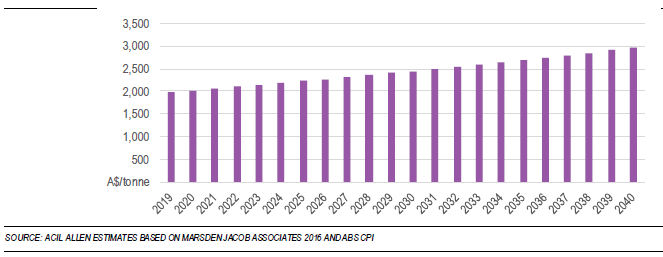 3,500
3,000
2,500
2,000
1,500
1,000
500
A$/tonne
2019 2020 2021 2022 2023 2024 2025 2026 2027 2028 2029 2030 2031 2032 2033 2034 2035 2036 2037 2038 2039 2040
SOURCE: ACIL ALLEN ESTIMATES BASED ON MARSDEN JACOB ASSOCIATES 2016 AND ABS CPI